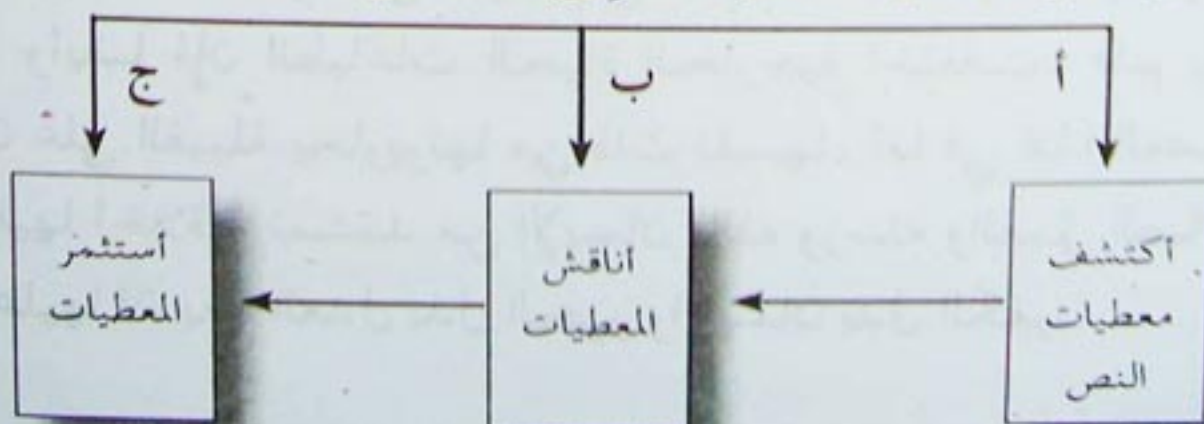 أ
ب
ج
أكتشف
معطيات
النص
أناقش
المعطيات
أستثمر
المعطيات